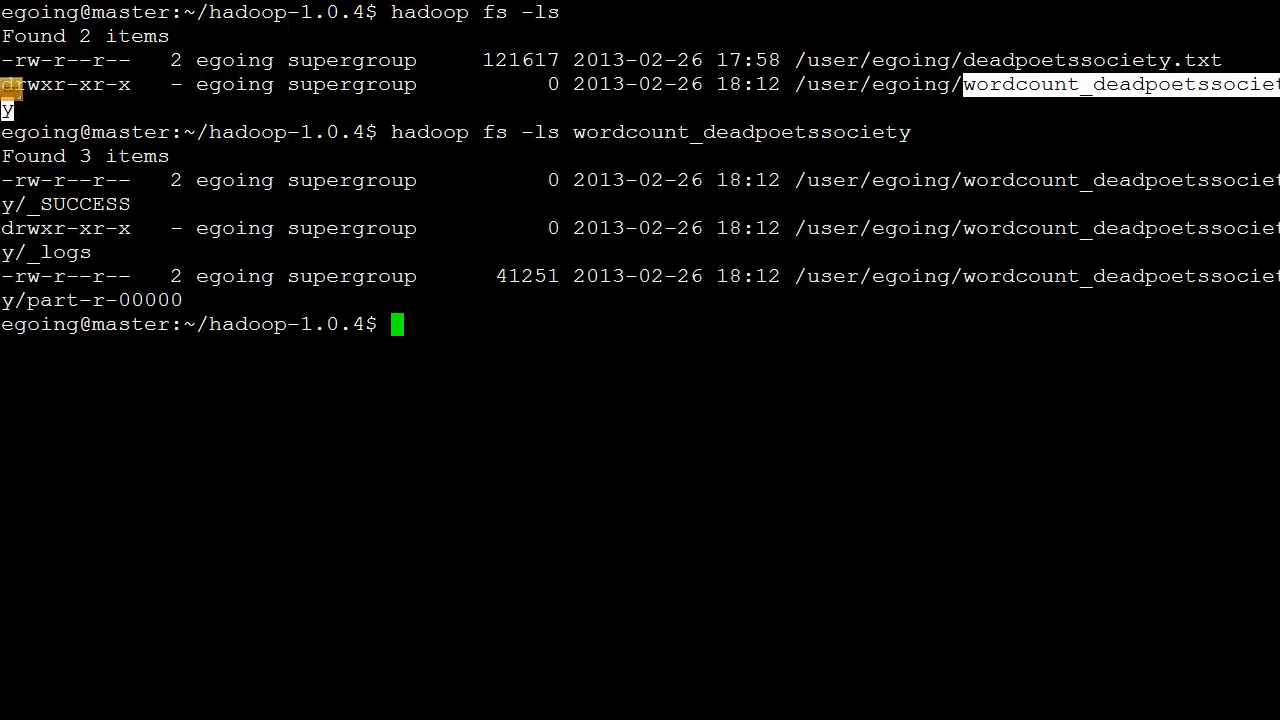 egoing@master:~/hadoop-1.0.4$ hadoop fs -ls
Found 2 items
-rw-r--r--   2 egoing supergroup     121617 2013-02-26 17:58 /user/egoing/deadpoetssociety.txt
drwxr-xr-x   - egoing supergroup          0 2013-02-26 18:12 /user/egoing/wordcount_deadpoetssociet
y
egoing@master:~/hadoop-1.0.4$ hadoop fs -ls wordcount_deadpoetssociety
Found 3 items
-rw-r--r--   2 egoing supergroup          0 2013-02-26 18:12 /user/egoing/wordcount_deadpoetssociet
y/_SUCCESS
drwxr-xr-x   - egoing supergroup          0 2013-02-26 18:12 /user/egoing/wordcount_deadpoetssociet
y/_logs
-rw-r--r--   2 egoing supergroup      41251 2013-02-26 18:12 /user/egoing/wordcount_deadpoetssociet
y/part-r-00000
egoing@master:~/hadoop-1.0.4$